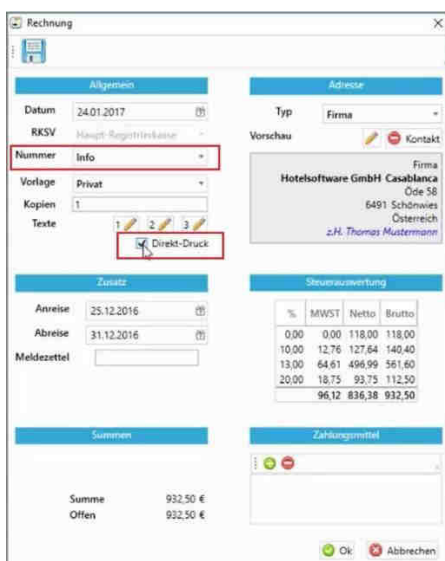 Rechnung
Allgemein
Datum 24.01.2017
RKSV Haupt-Registrierkasse
Nummer Info
Vorlage Privat
Kopien 1
Texte 1 2 3
Direkt-Druck
Adresse
Typ Firma
Vorschau Kontakt
Firma
Hotelsoftware GmbH Casablanca
Öde 58
6491 Schönwies
Österreich
z.H. Thomas Mustermann
Zusatz
Anreise 25.12.2016
Abreise 31.12.2016
Meldezettel
Steuerauswertung
% MWST Netto Brutto
0,00 0,00 118,00 118,00
10,00 12,76 127,64 140,40
13,00 64,61 496,99 561,60
20,00 18,75 93,75 112,50
96,12 836,38 932,50
Summen
Summe 932,50 €
Offen 932,50 €
Zahlungsmittel
Ok Abbrechen